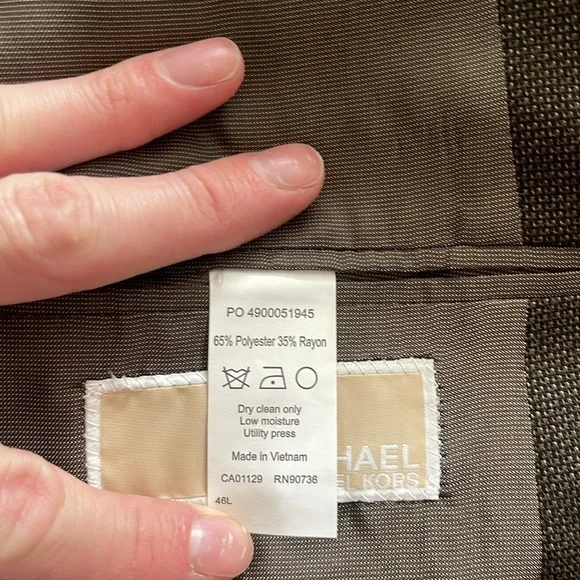 PO 4900051945
65% Polyester 35% Rayon
Dry clean only
Low moisture
Utility press
Made in Vietnam
CA01129 RN90736
46L
HAEL
EL KORS